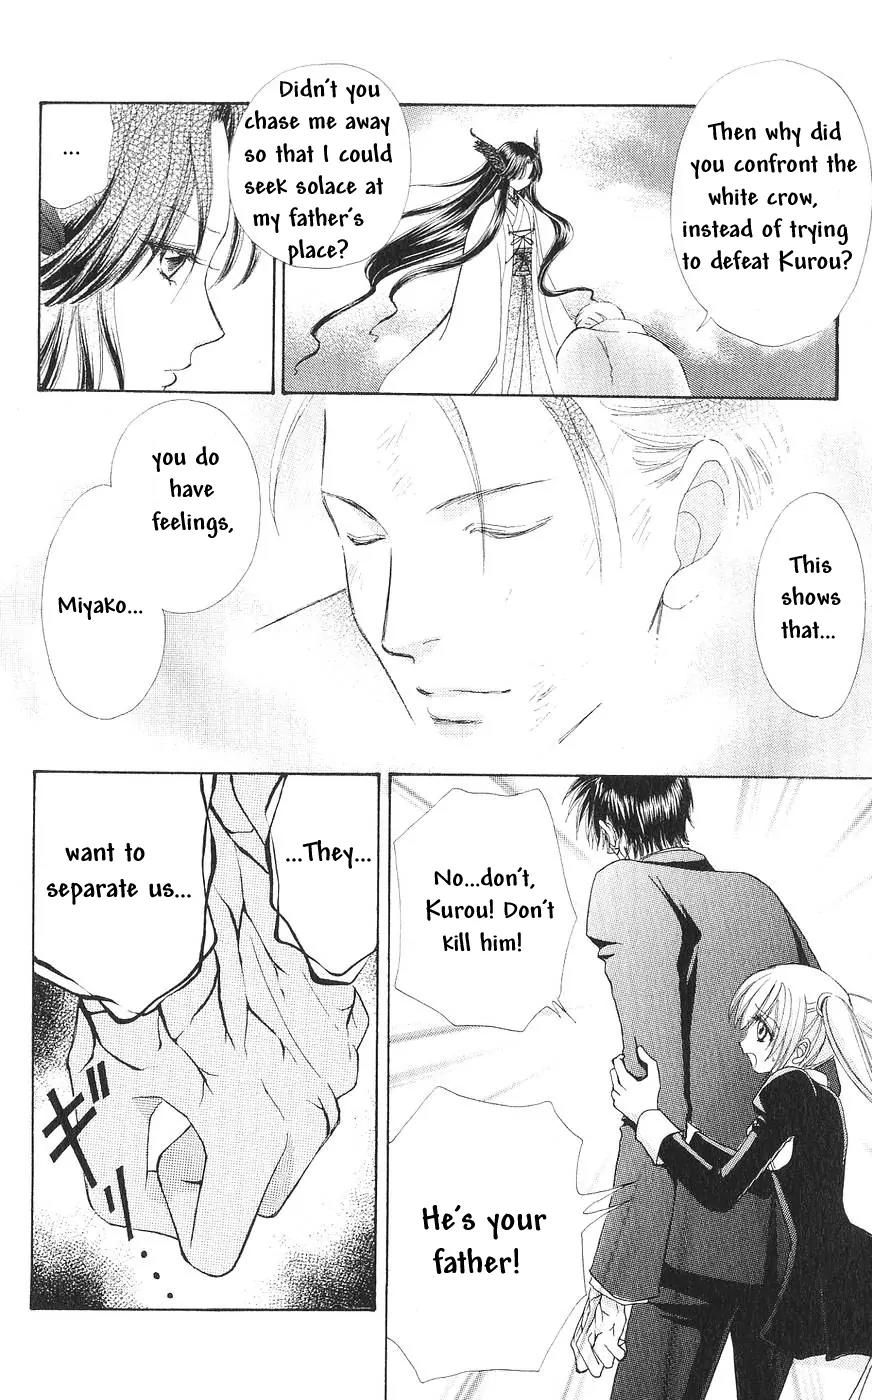 Then why did
you confront the
white crow,
instead of trying
to defeat Kurou?
Didn't you
chase me away
so that I could
seek solace at
my father's
place?
...
This
shows
that...
you do
have
feelings,
Miyako...
No...don't,
Kurou! Don't
kill him!
He's your
father!
...They...
want to
separate us...
ギッ...